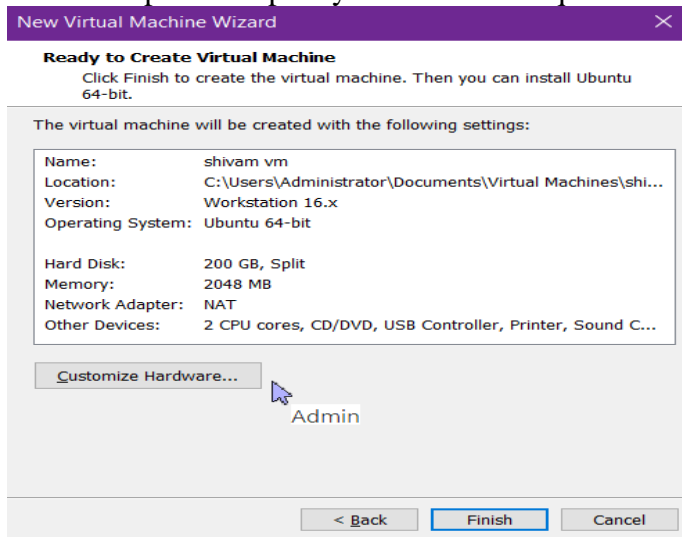 New Virtual Machine Wizard
Ready to Create Virtual Machine
Click Finish to create the virtual machine. Then you can install Ubuntu
64-bit.
The virtual machine will be created with the following settings:
Name: shivam vm
Location: C:\Users\Administrator\Documents\Virtual Machines\shi...
Version: Workstation 16.x
Operating System: Ubuntu 64-bit
Hard Disk: 200 GB, Split
Memory: 2048 MB
Network Adapter: NAT
Other Devices: 2 CPU cores, CD/DVD, USB Controller, Printer, Sound C...
Customize Hardware...
Admin
< Back Finish Cancel